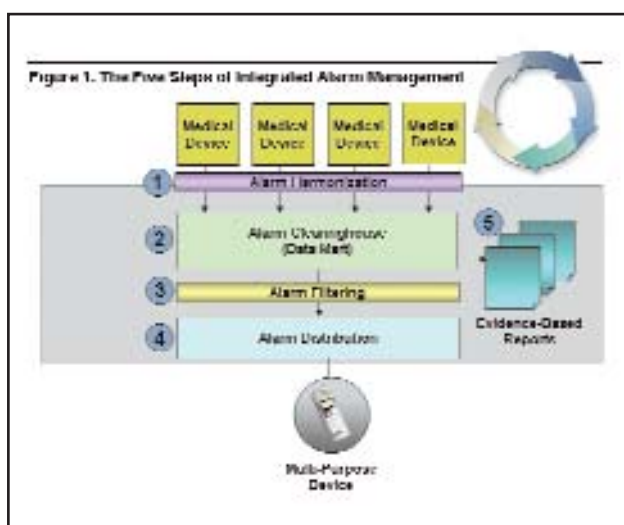 Figure 1. The Five Steps of Integrated Alarm Management
Medical
Device
Medical
Device
Medical
Device
Medical
Device
1
Alarm Harmonization
2
Alarm Clearinghouse
(Data Mart)
3
Alarm Filtering
4
Alarm Distribution
5
Evidence-Based
Reports
Multi-Purpose
Device